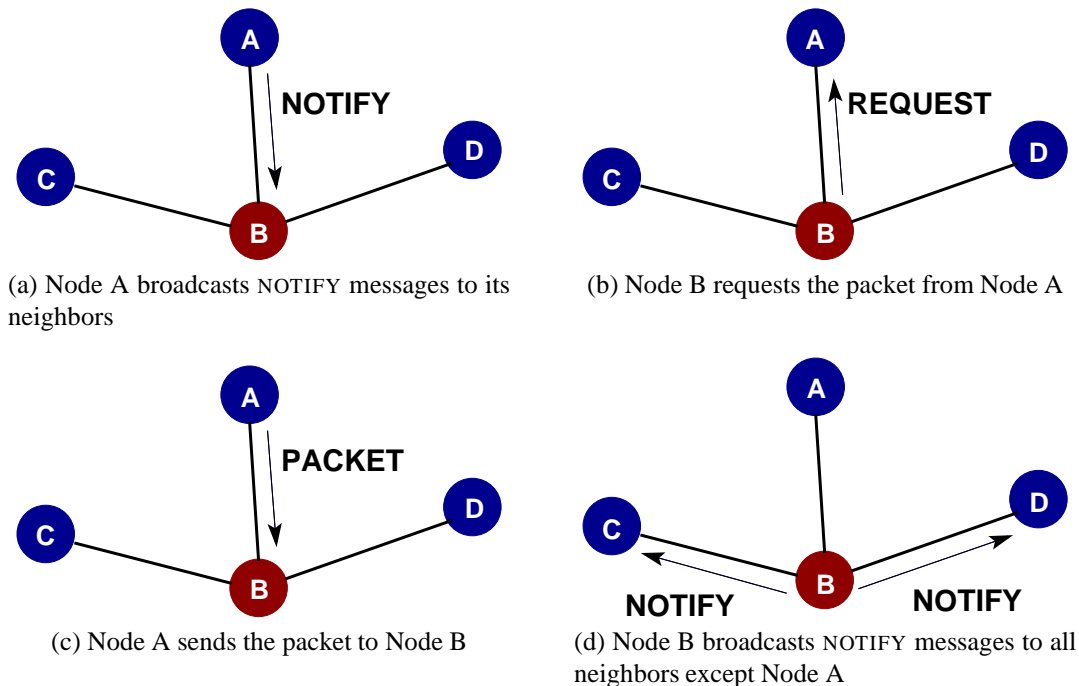 A
NOTIFY
C
D
B
(a) Node A broadcasts NOTIFY messages to its
neighbors
A
REQUEST
C
D
B
(b) Node B requests the packet from Node A
A
PACKET
C
D
B
(c) Node A sends the packet to Node B
A
C
D
B
NOTIFY
NOTIFY
(d) Node B broadcasts NOTIFY messages to all
neighbors except Node A